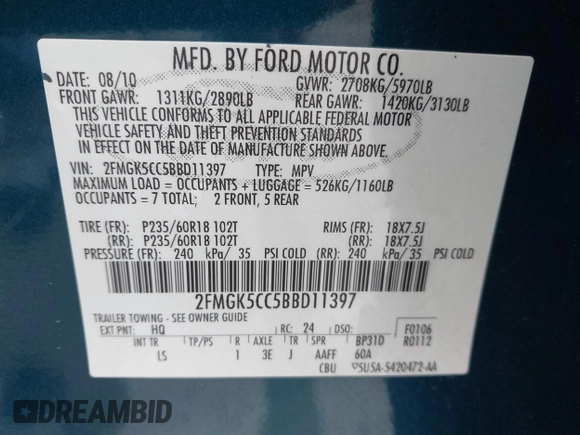 MFD. BY FORD MOTOR CO.
DATE: 08/10 GVWR: 2708KG/5970LB
FRONT GAWR: 1311KG/2890LB REAR GAWR: 1420KG/3130LB
THIS VEHICLE CONFORMS TO ALL APPLICABLE FEDERAL MOTOR
VEHICLE SAFETY AND THEFT PREVENTION STANDARDS
IN EFFECT ON THE DATE OF MANUFACTURE SHOWN ABOVE.
VIN: 2FMGK5CC5BBD11397 TYPE: MPV
MAXIMUM LOAD = OCCUPANTS + LUGGAGE = 526KG/1160LB
OCCUPANTS = 7 TOTAL; 2 FRONT, 5 REAR
TIRE (FR): P235/60R18 102T RIMS (FR): 18X7.5J
(RR): P235/60R18 102T (RR): 18X7.5J
PRESSURE (FR): 240 kPa/ 35 PSI COLD (RR): 240 kPa/ 35 PSI COLD
2FMGK5CC5BBD11397
TRAILER TOWING - SEE OWNER GUIDE
EXT PNT: HQ RC: 24 DSO: F0106
INT TR TP/PS R AXLE TR SPR BP31D R0112
LS 1 3E J AAFF 60A
CBU 5U5A-5420472-AA
DREAMBID